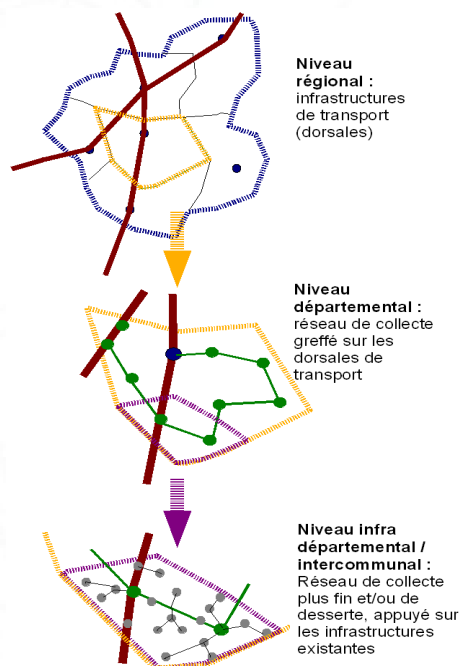 Niveau
régional :
infrastructures
de transport
(dorsales)
Niveau
départemental :
réseau de collecte
greffé sur les
dorsales de
transport
Niveau infra
départemental /
intercommunal :
Réseau de collecte
plus fin et/ou de
desserte, appuyé sur
les infrastructures
existantes